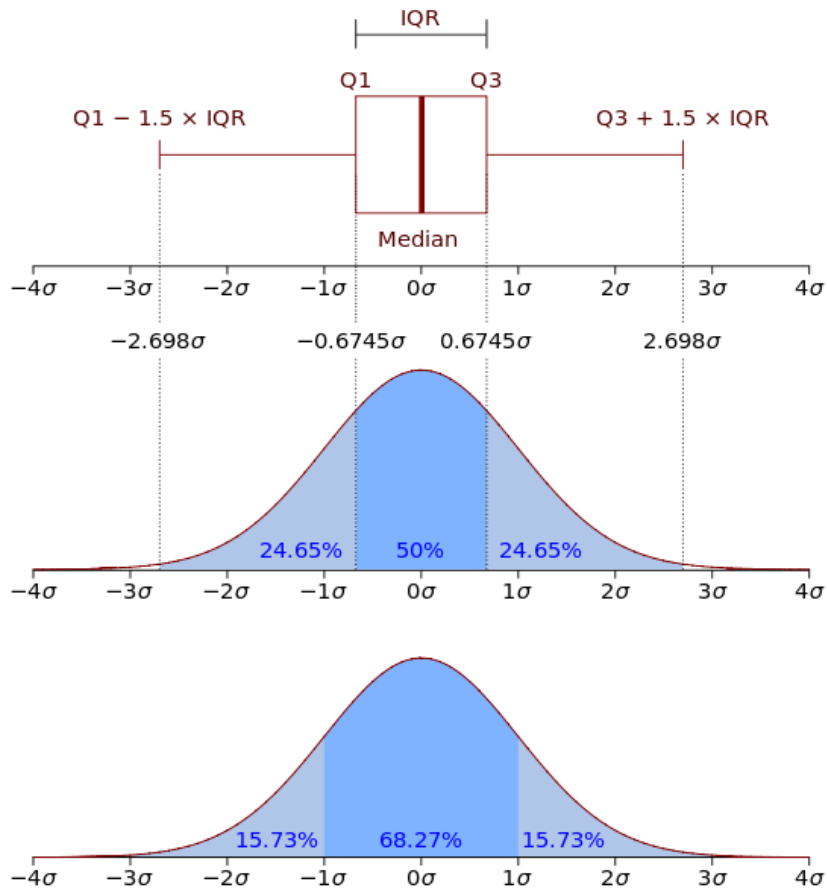 IQR
Q1 Q3
Q1 − 1.5 × IQR Q3 + 1.5 × IQR
Median
−4σ −3σ −2σ −1σ 0σ 1σ 2σ 3σ 4σ
−2.698σ −0.6745σ 0.6745σ 2.698σ
24.65% 50% 24.65%
−4σ −3σ −2σ −1σ 0σ 1σ 2σ 3σ 4σ
15.73% 68.27% 15.73%
−4σ −3σ −2σ −1σ 0σ 1σ 2σ 3σ 4σ